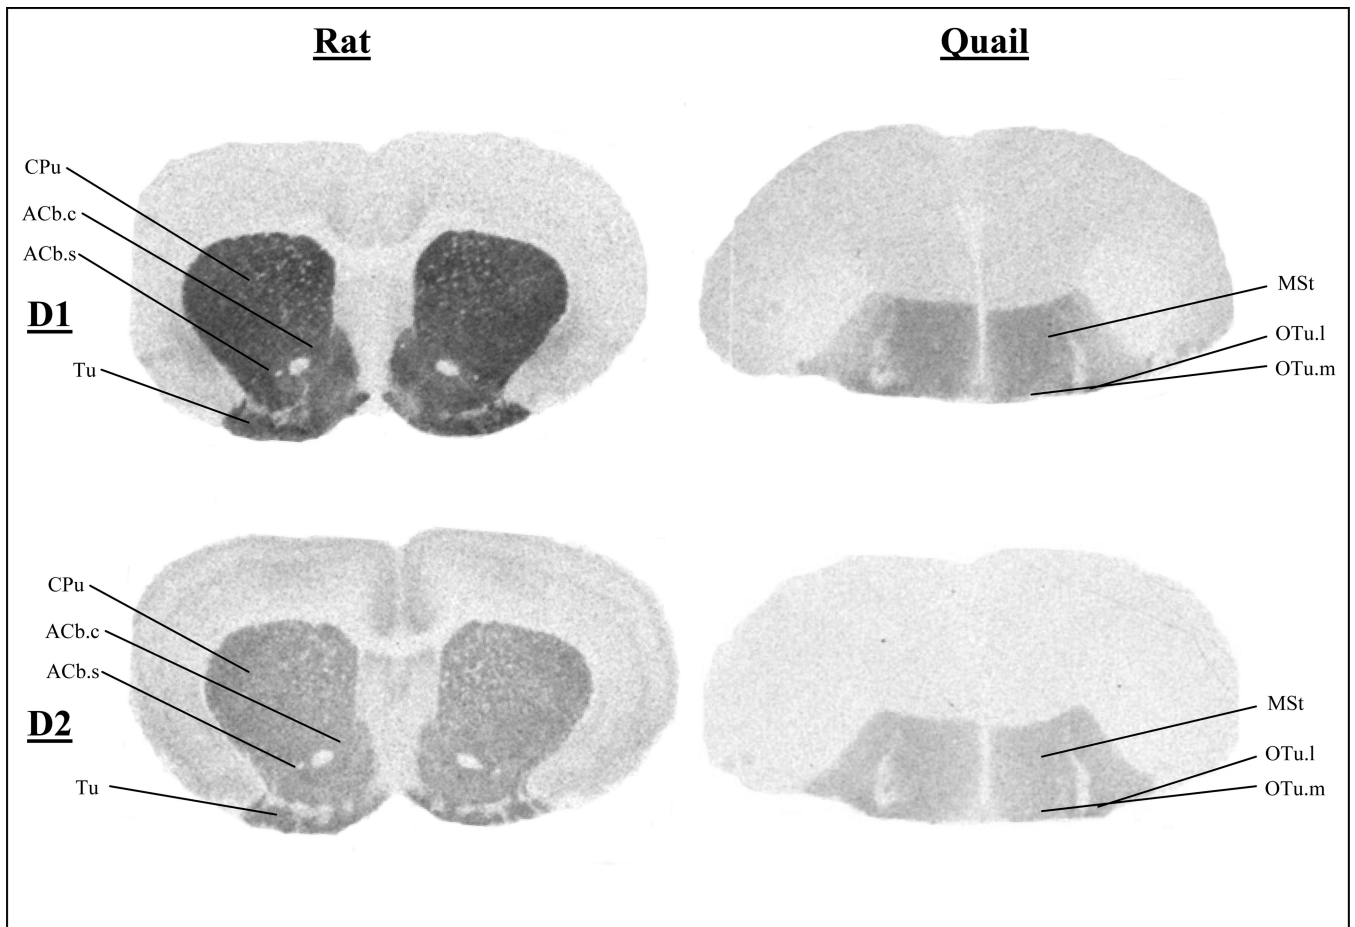 Rat
Quail
CPu
ACb.c
ACb.s
D1
Tu
MSt
OTu.l
OTu.m
CPu
ACb.c
ACb.s
D2
Tu
MSt
OTu.l
OTu.m